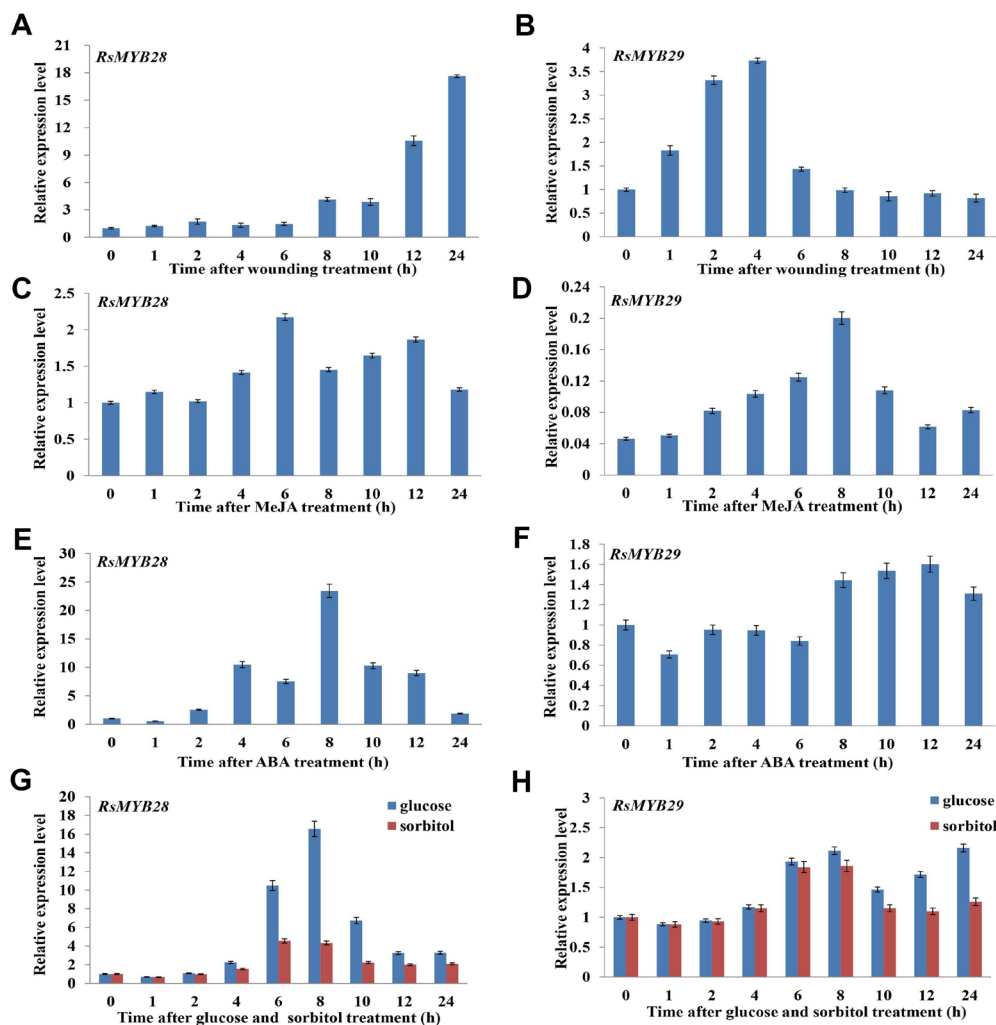 A
RsMYB28
Relative expression level
21
18
15
12
9
6
3
0
0 1 2 4 6 8 10 12 24
Time after wounding treatment (h)
B
RsMYB29
Relative expression level
4
3.5
3
2.5
2
1.5
1
0.5
0
0 1 2 4 6 8 10 12 24
Time after wounding treatment (h)
C
RsMYB28
Relative expression level
2.5
2
1.5
1
0.5
0
0 1 2 4 6 8 10 12 24
Time after MeJA treatment (h)
D
RsMYB29
Relative expression level
0.24
0.2
0.16
0.12
0.08
0.04
0
0 1 2 4 6 8 10 12 24
Time after MeJA treatment (h)
E
RsMYB28
Relative expression level
30
25
20
15
10
5
0
0 1 2 4 6 8 10 12 24
Time after ABA treatment (h)
F
RsMYB29
Relative expression level
1.8
1.6
1.4
1.2
1
0.8
0.6
0.4
0.2
0
0 1 2 4 6 8 10 12 24
Time after ABA treatment (h)
G
RsMYB28
glucose
sorbitol
Relative expression level
20
18
16
14
12
10
8
6
4
2
0
0 1 2 4 6 8 10 12 24
Time after glucose and sorbitol treatment (h)
H
RsMYB29
glucose
sorbitol
Relative expression level
3
2.5
2
1.5
1
0.5
0
0 1 2 4 6 8 10 12 24
Time after glucose and sorbitol treatment (h)